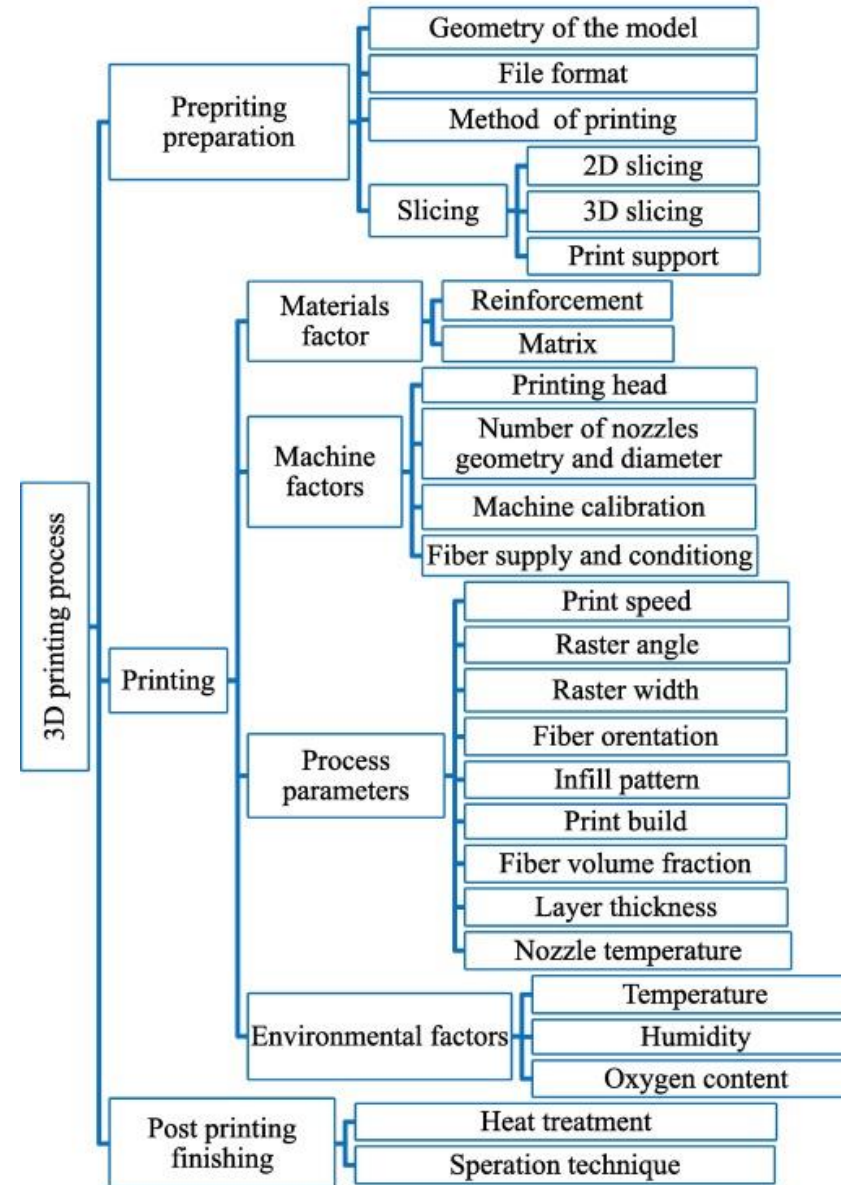 Geometry of the model
File format
Prepriting
preparation
Method  of printing
2D slicing
Slicing
3D slicing
Print support
Materials
factor
Reinforcement
Matrix
Printing head
Machine
factors
Number of nozzles
geometry and diameter
Machine calibration
Fiber supply and conditiong
3D printing process
Printing
Print speed
Raster angle
Raster width
Fiber orentation
Process
parameters
Infill pattern
Print build
Fiber volume fraction
Layer thickness
Nozzle temperature
Temperature
Environmental factors
Humidity
Oxygen content
Post printing
finishing
Heat treatment
Speration technique